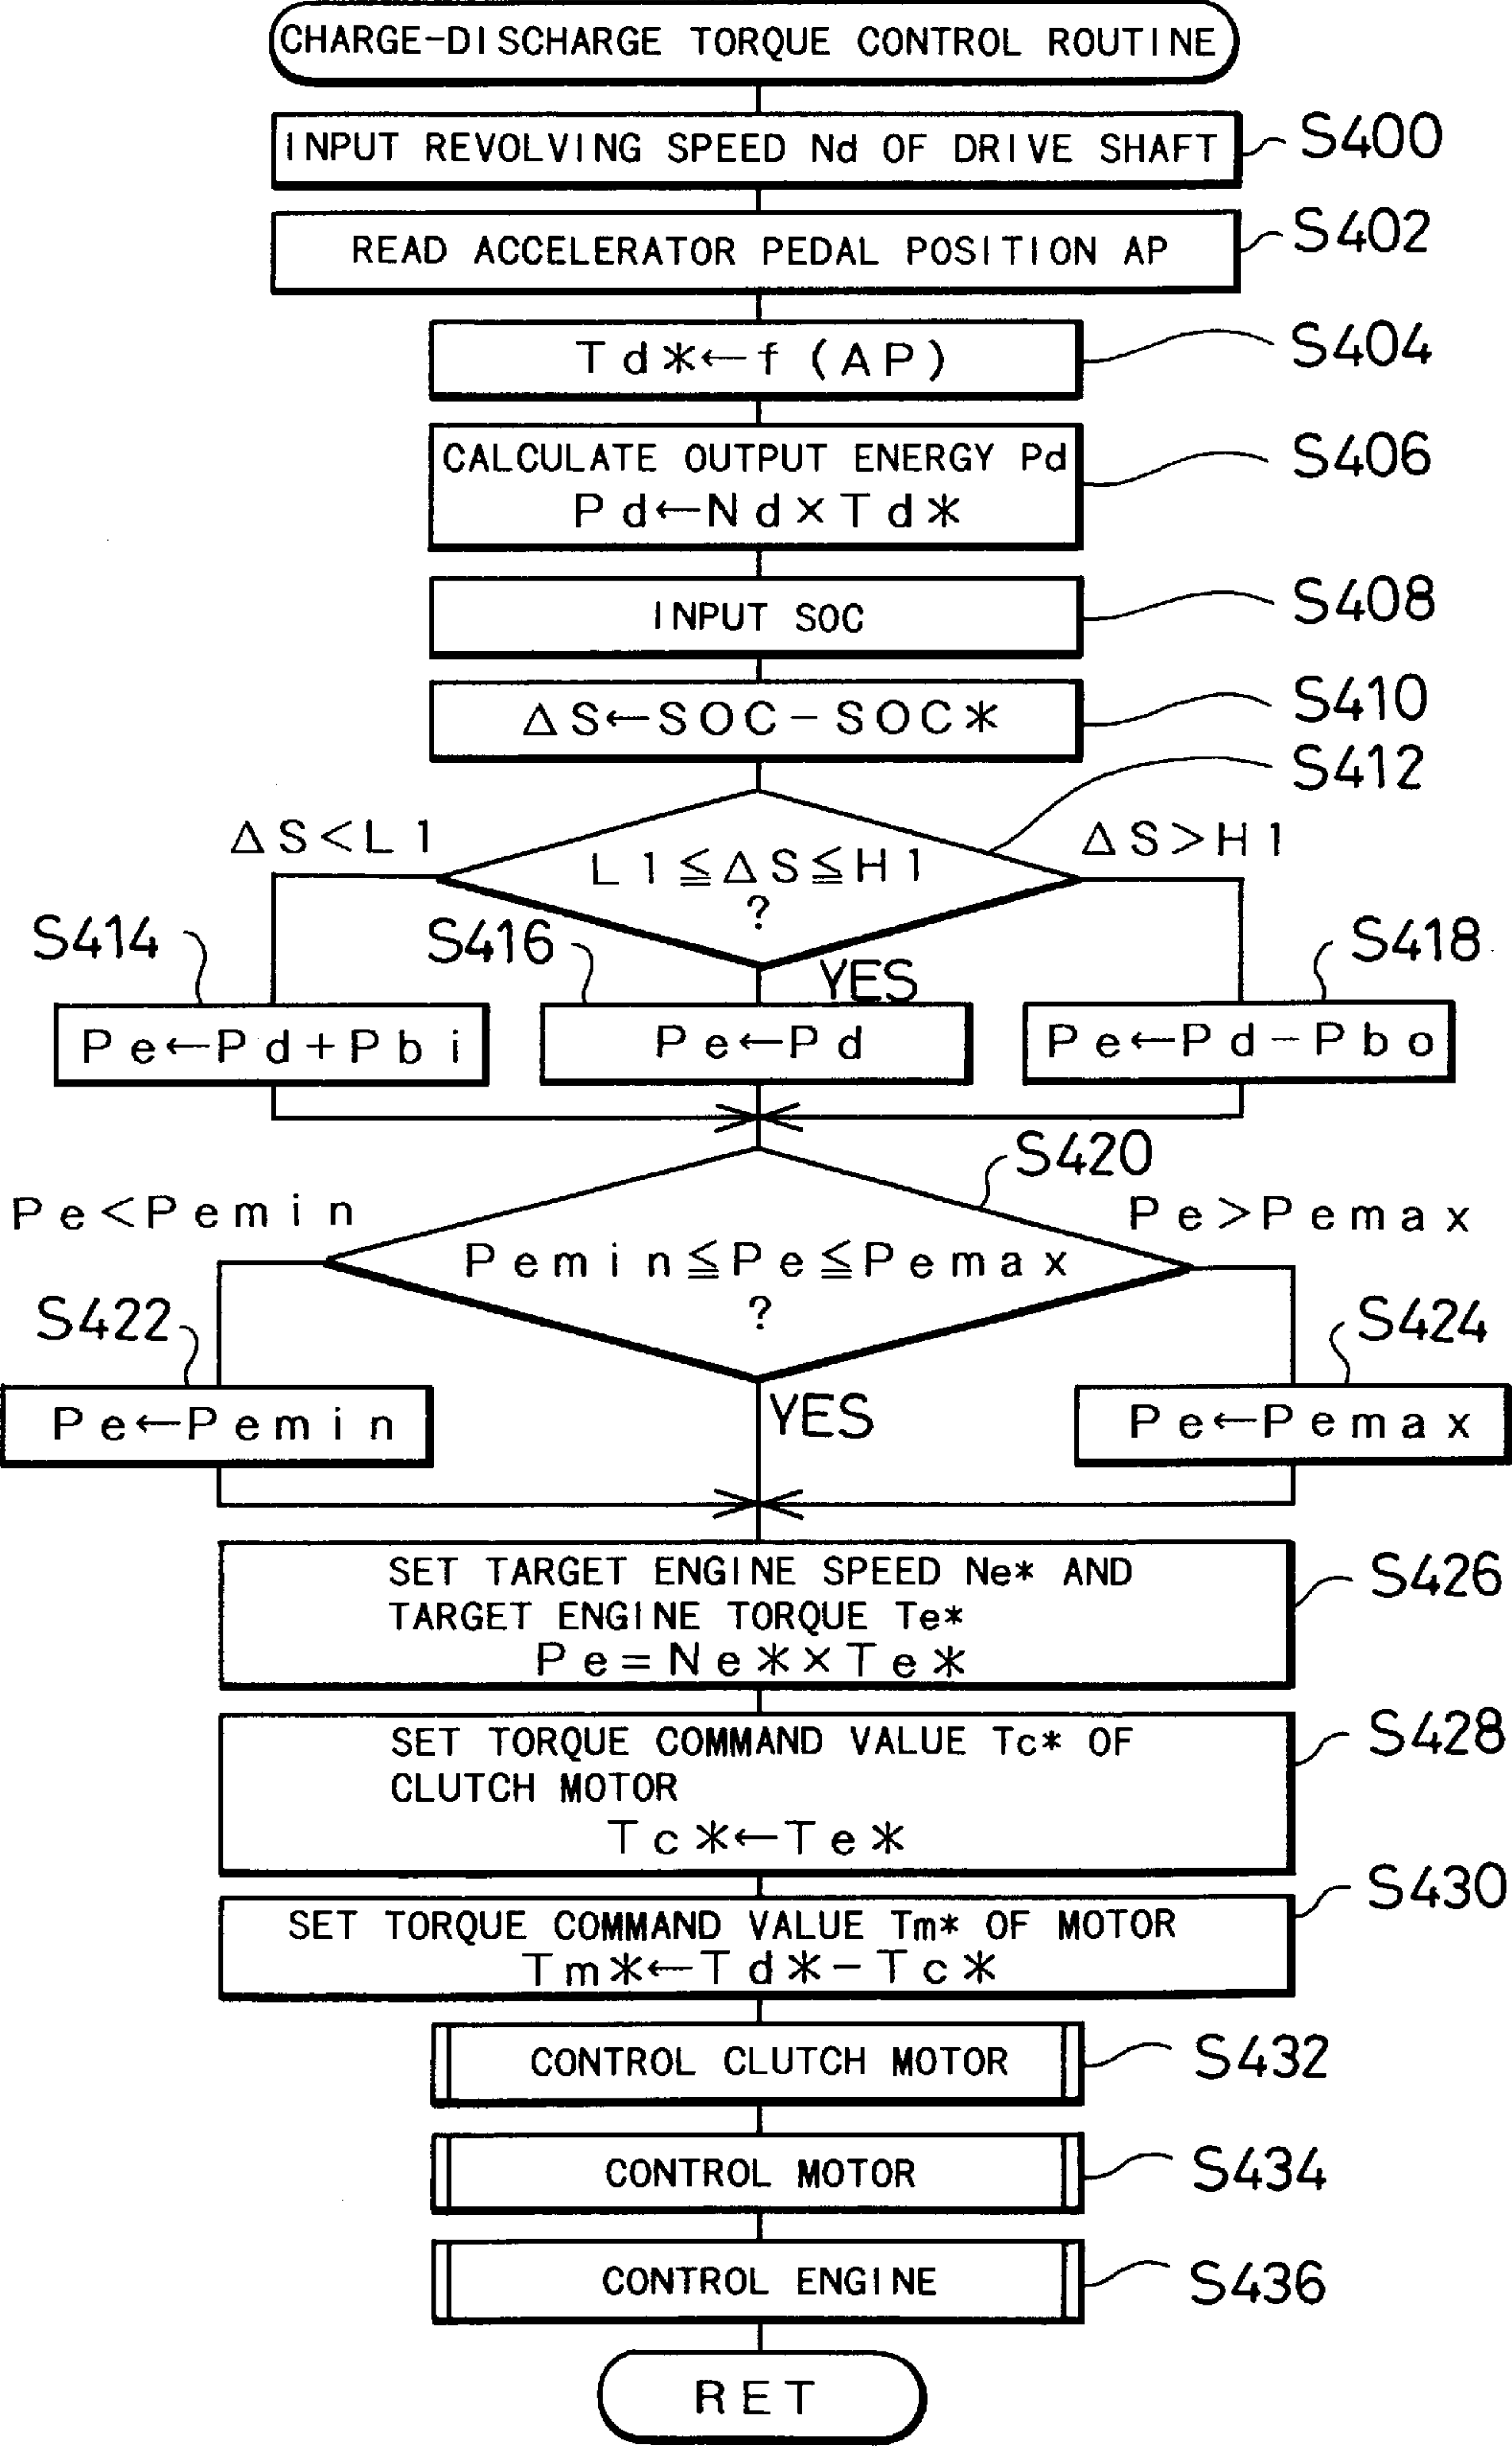 CHARGE-DISCHARGE TORQUE CONTROL ROUTINE
INPUT REVOLVING SPEED Nd OF DRIVE SHAFT
S400
READ ACCELERATOR PEDAL POSITION AP
S402
Td*←f(AP)
S404
CALCULATE OUTPUT ENERGY Pd
Pd←Nd×Td*
S406
INPUT SOC
S408
ΔS←SOC-SOC*
S410
S412
ΔS<L1
L1≦ΔS≦H1
?
ΔS>H1
YES
S414
Pe←Pd+Pbi
S416
Pe←Pd
S418
Pe←Pd-Pbo
S420
Pe<Pemin
Pemin≦Pe≦Pemax
?
Pe>Pemax
YES
S422
Pe←Pemin
S424
Pe←Pemax
SET TARGET ENGINE SPEED Ne* AND
TARGET ENGINE TORQUE Te*
Pe=Ne*×Te*
S426
SET TORQUE COMMAND VALUE Tc* OF
CLUTCH MOTOR
Tc*←Te*
S428
SET TORQUE COMMAND VALUE Tm* OF MOTOR
Tm*←Td*-Tc*
S430
CONTROL CLUTCH MOTOR
S432
CONTROL MOTOR
S434
CONTROL ENGINE
S436
RET